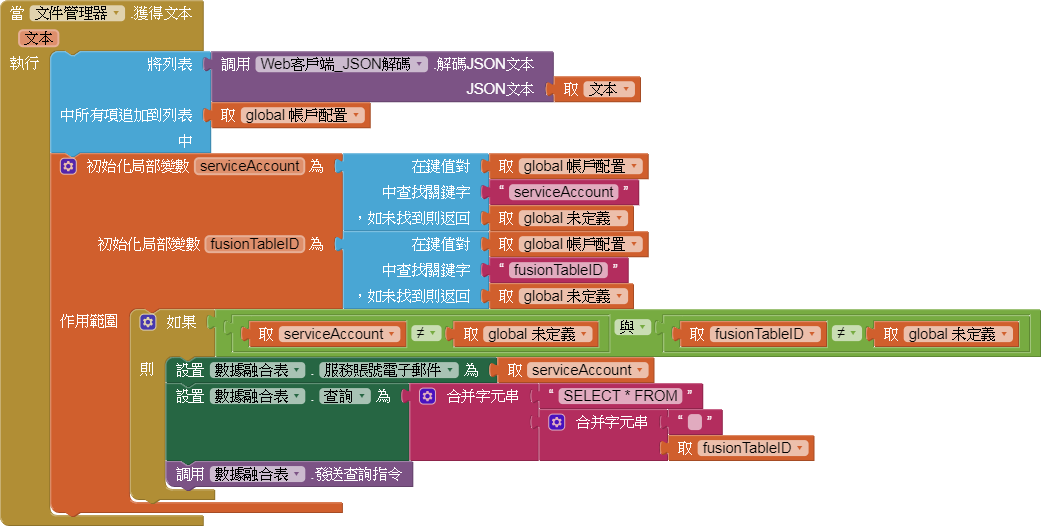 當 文件管理器 .獲得文本
文本
執行 將列表 調用 Web客戶端_JSON解碼 .解碼JSON文本
JSON文本 取 文本
中所有項追加到列表 取 global 帳戶配置
中
初始化局部變數 serviceAccount 為 在鍵值對 取 global 帳戶配置
中查找關鍵字 " serviceAccount "
，如未找到則返回 取 global 未定義
初始化局部變數 fusionTableID 為 在鍵值對 取 global 帳戶配置
中查找關鍵字 " fusionTableID "
，如未找到則返回 取 global 未定義
作用範圍 如果 取 serviceAccount ≠ 取 global 未定義 與 取 fusionTableID ≠ 取 global 未定義
則 設置 數據融合表 . 服務賬號電子郵件 為 取 serviceAccount
設置 數據融合表 . 查詢 為 合并字元串 " SELECT * FROM "
合并字元串 " "
取 fusionTableID
調用 數據融合表 .發送查詢指令